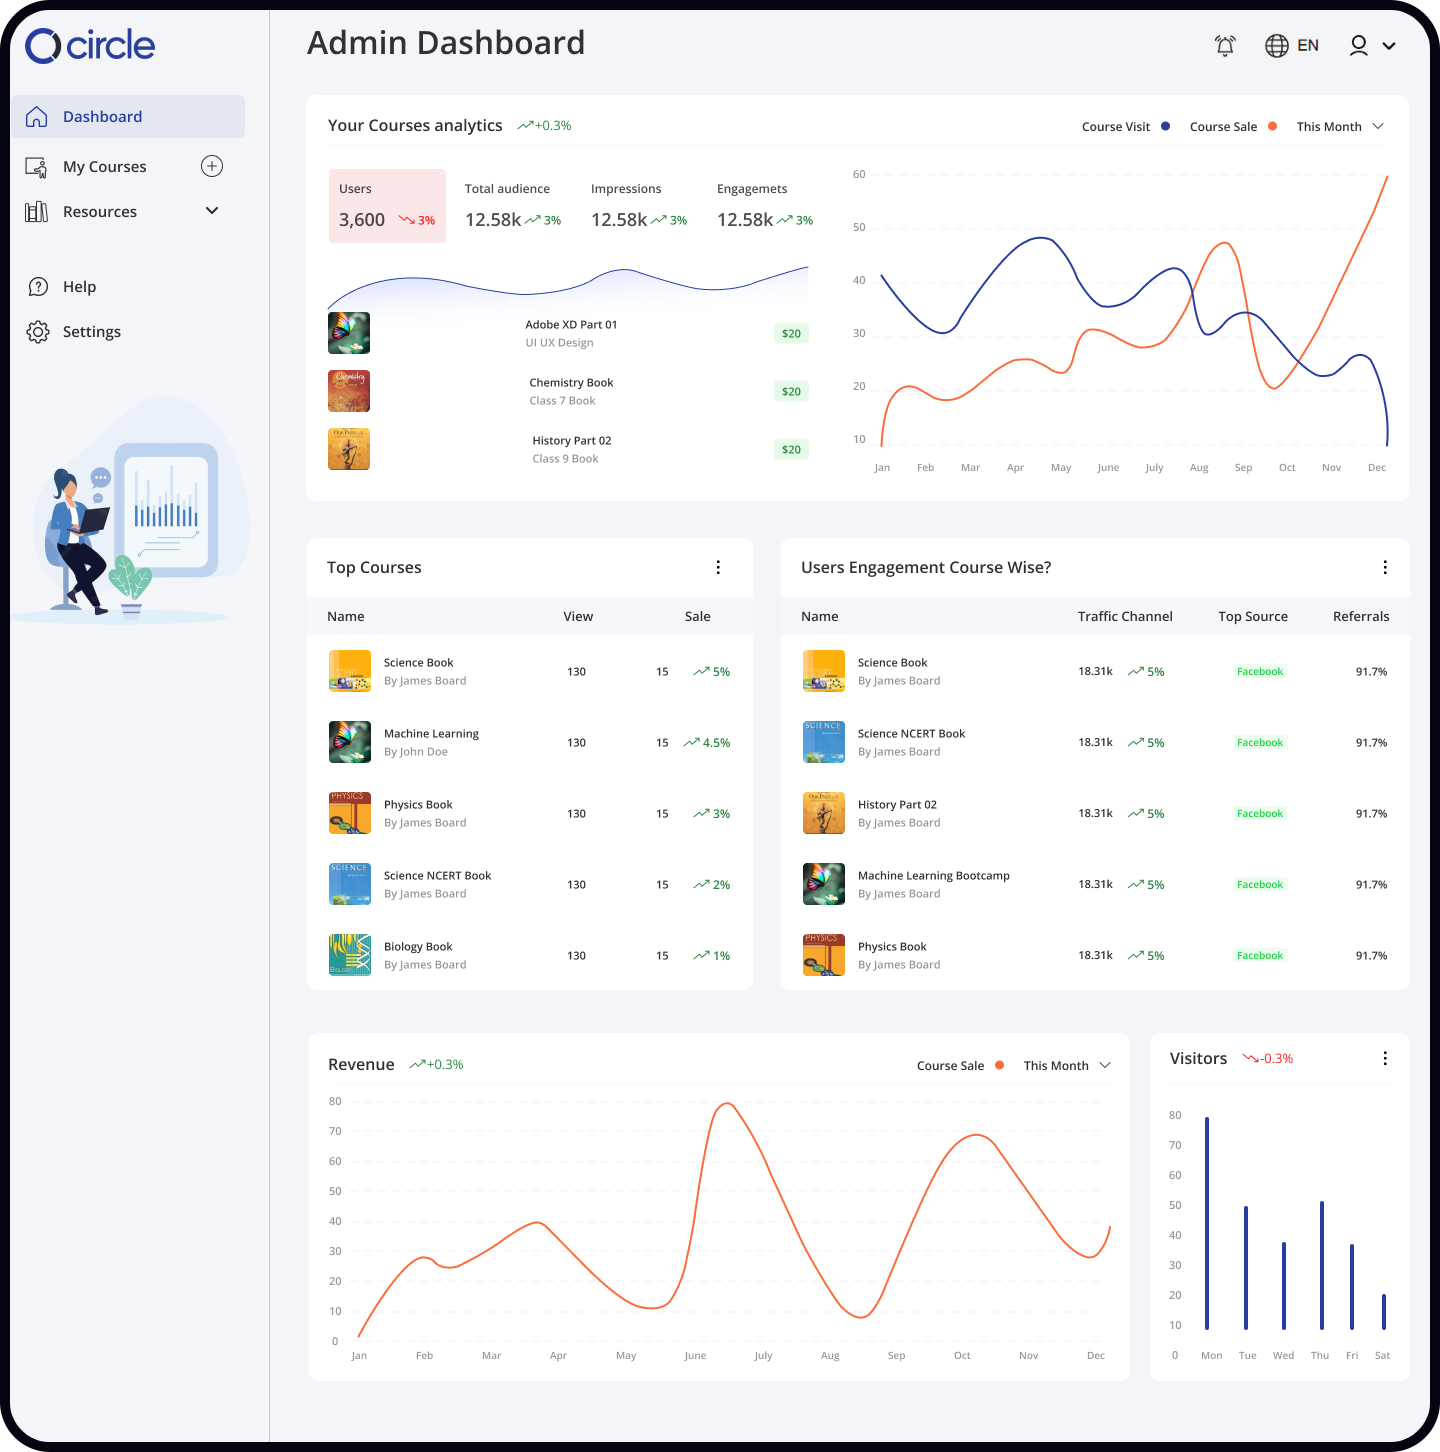 circle
Admin Dashboard
EN
Dashboard
My Courses
Resources
Help
Settings
Your Courses analytics +0.3%
Course Visit Course Sale This Month
Users Total audience Impressions Engagemets
3,600 3% 12.58k 3% 12.58k 3% 12.58k 3%
Adobe XD Part 01
UI UX Design
$20
Chemistry
Chemistry Book
Class 7 Book
$20
History Part 02
Class 9 Book
$20
60
50
40
30
20
10
Jan Feb Mar Apr May June July Aug Sep Oct Nov Dec
Top Courses
Name View Sale
Science Book
By James Board
130 15 5%
Machine Learning
By John Doe
130 15 4.5%
PHYSICS
Physics Book
By James Board
130 15 3%
SCIENCE
Science NCERT Book
By James Board
130 15 2%
Biology Book
By James Board
130 15 1%
Users Engagement Course Wise?
Name Traffic Channel Top Source Referrals
Science Book
By James Board
18.31k 5% Facebook 91.7%
SCIENCE
Science NCERT Book
By James Board
18.31k 5% Facebook 91.7%
History Part 02
By James Board
18.31k 5% Facebook 91.7%
Machine Learning Bootcamp
By James Board
18.31k 5% Facebook 91.7%
PHYSICS
Physics Book
By James Board
18.31k 5% Facebook 91.7%
Revenue +0.3%
Course Sale This Month
80
70
60
50
40
30
20
10
0
Jan Feb Mar Apr May June July Aug Sep Oct Nov Dec
Visitors -0.3%
80
70
60
50
40
30
20
10
0 Mon Tue Wed Thu Fri Sat